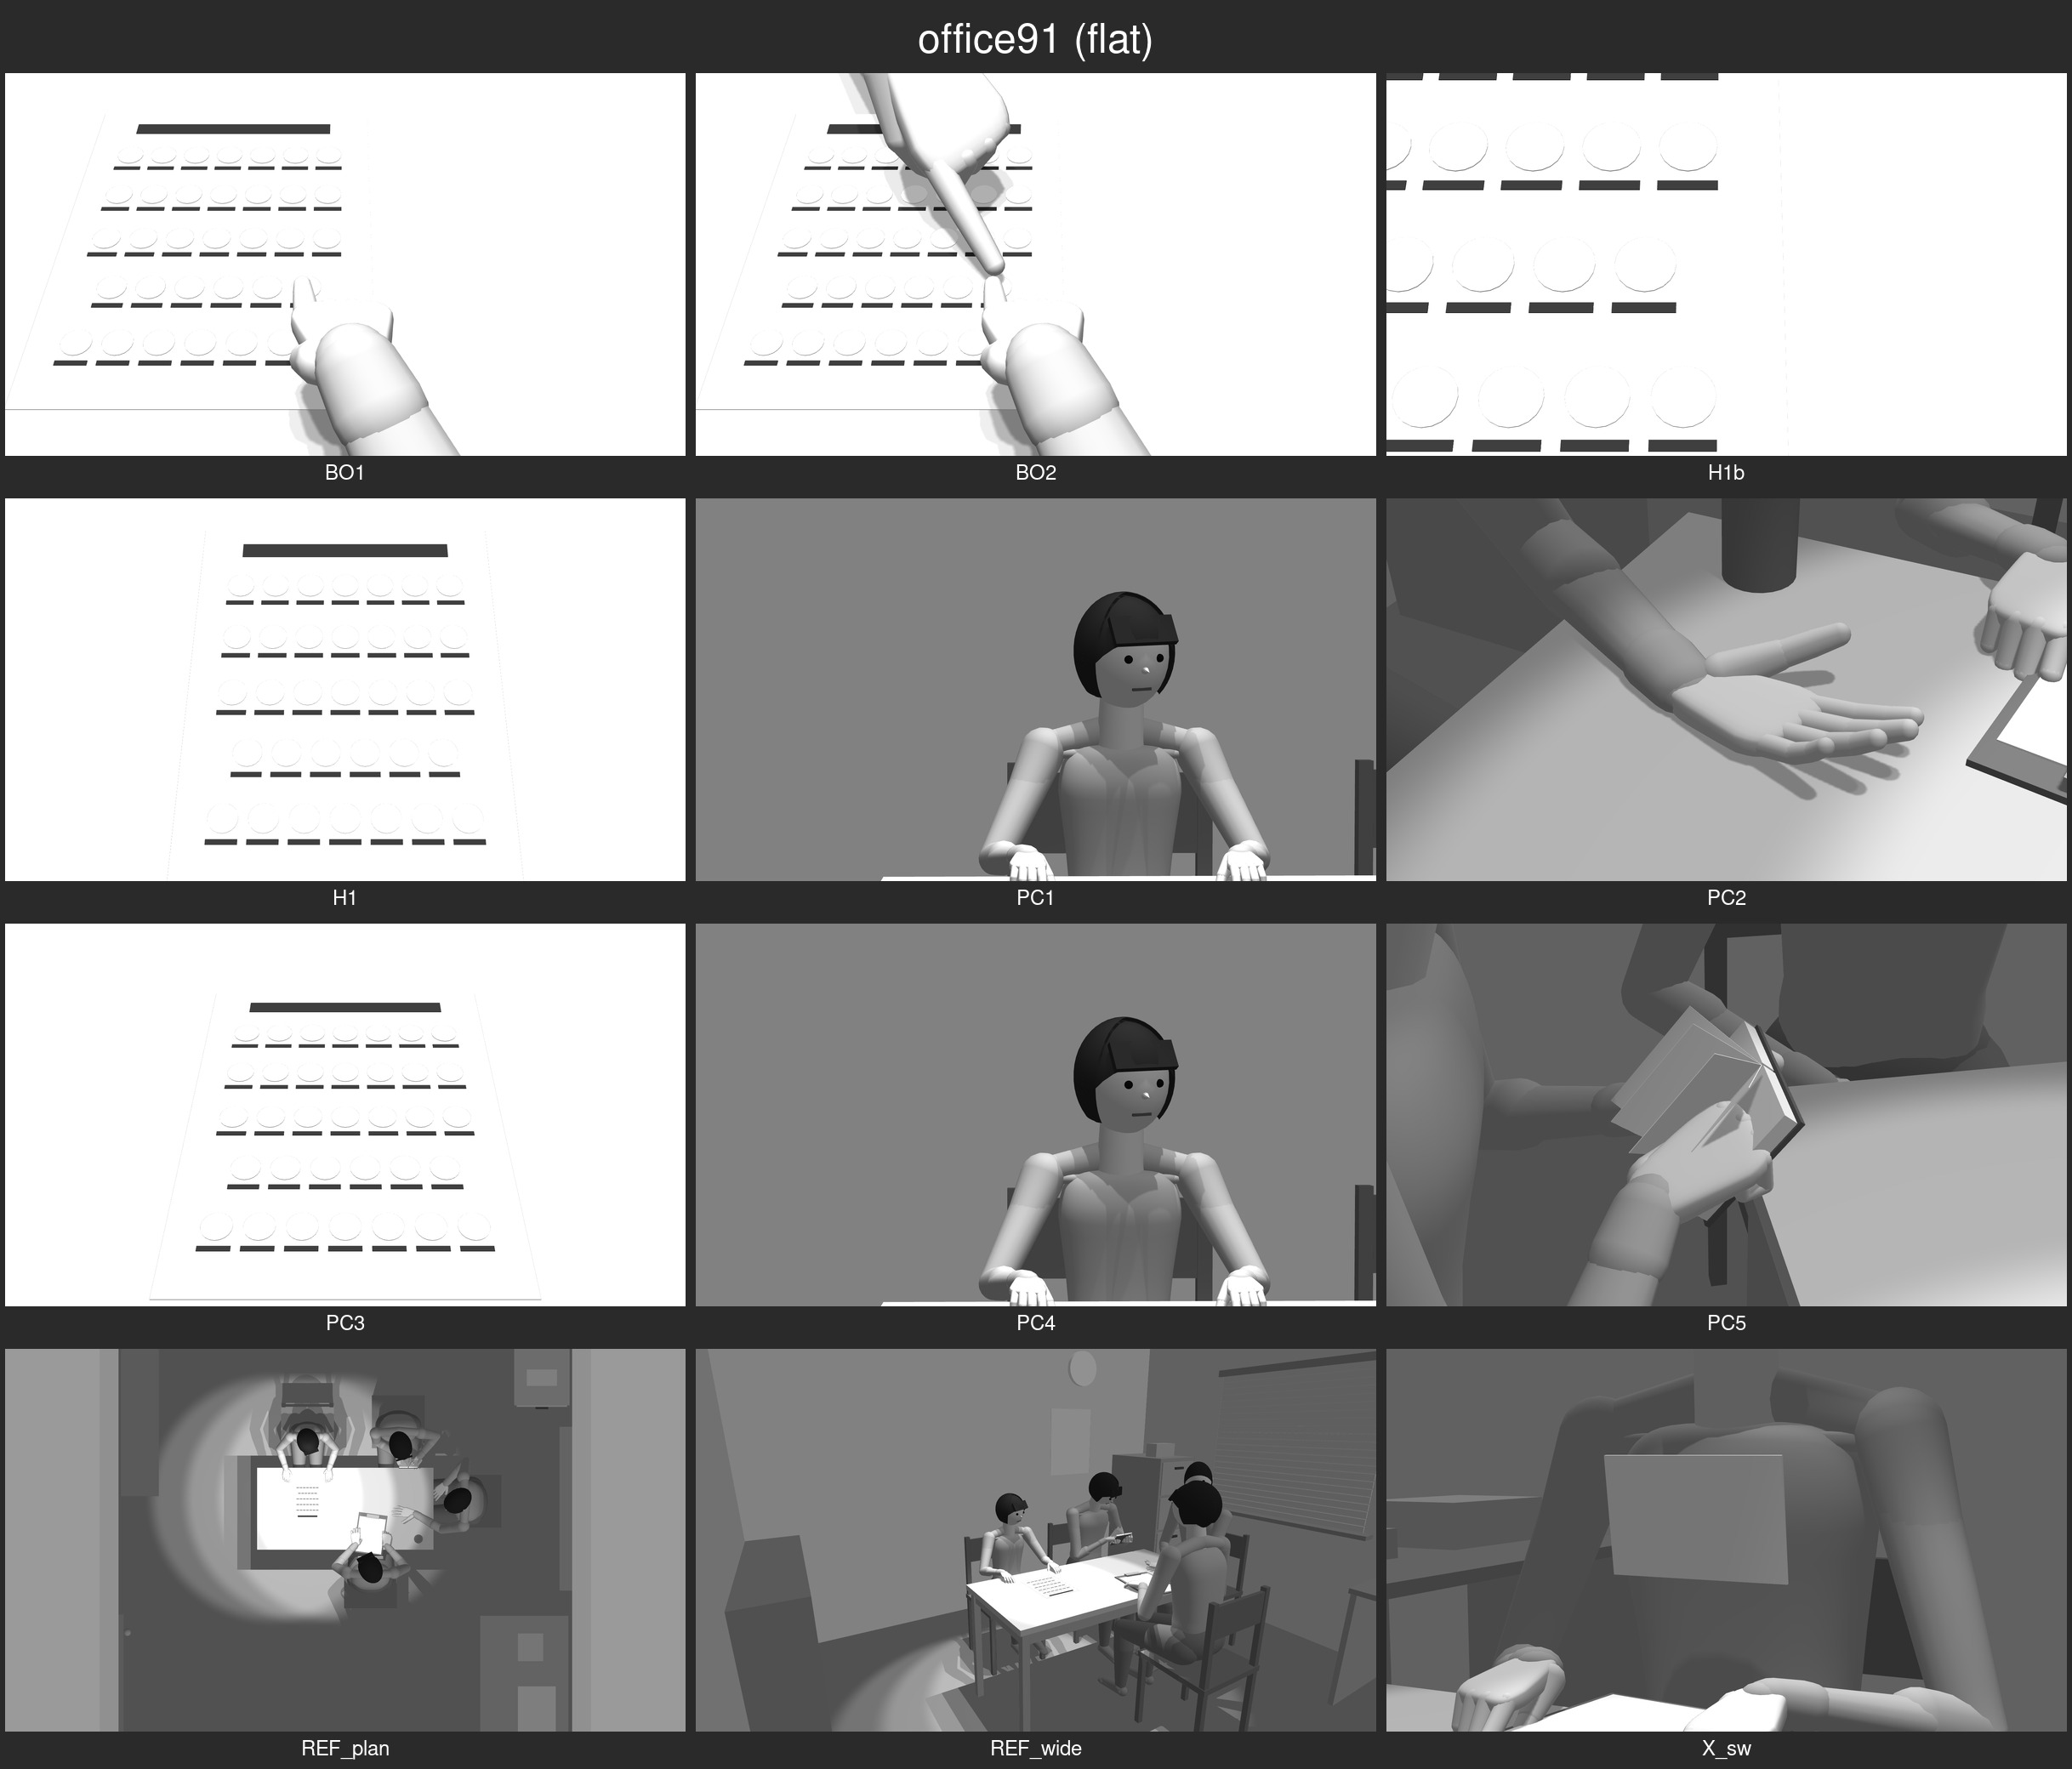 office91 (flat)
BO1
BO2
H1b
H1
PC1
PC2
PC3
PC4
PC5
REF_plan
REF_wide
X_sw